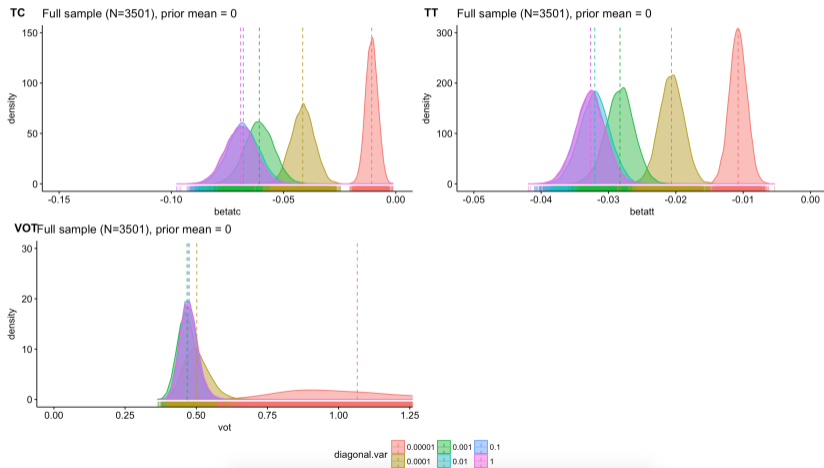 TC Full sample (N=3501), prior mean = 0
150
100
50
0
density
-0.15 -0.10 -0.05 0.00
betatc
TT Full sample (N=3501), prior mean = 0
300
200
100
0
density
-0.05 -0.04 -0.03 -0.02 -0.01 0.00
betatt
VOT Full sample (N=3501), prior mean = 0
30
20
10
0
density
0.00 0.25 0.50 0.75 1.00 1.25
vot
diagonal.var
0.00001 0.001 0.1
0.0001 0.01 1